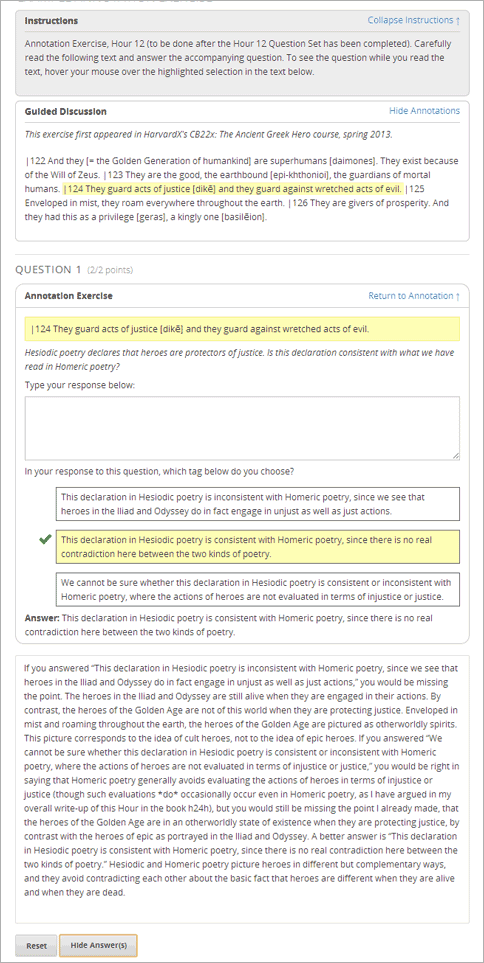 Instructions
Collapse Instructions ↑
Annotation Exercise, Hour 12 (to be done after the Hour 12 Question Set has been completed). Carefully
read the following text and answer the accompanying question. To see the question while you read the
text, hover your mouse over the highlighted selection in the text below.
Guided Discussion
Hide Annotations
This exercise first appeared in HarvardX's CB22x: The Ancient Greek Hero course, spring 2013.
|122 And they [= the Golden Generation of humankind] are superhumans [daimones]. They exist because
of the Will of Zeus. |123 They are the good, the earthbound [epi-khthonioi], the guardians of mortal
humans. |124 They guard acts of justice [dikē] and they guard against wretched acts of evil. |125
Enveloped in mist, they roam everywhere throughout the earth. |126 They are givers of prosperity. And
they had this as a privilege [geras], a kingly one [basilēion].
QUESTION 1 (2/2 points)
Annotation Exercise
Return to Annotation ↑
|124 They guard acts of justice [dikē] and they guard against wretched acts of evil.
Hesiodic poetry declares that heroes are protectors of justice. Is this declaration consistent with what we have
read in Homeric poetry?
Type your response below:
In your response to this question, which tag below do you choose?
This declaration in Hesiodic poetry is inconsistent with Homeric poetry, since we see that
heroes in the Iliad and Odyssey do in fact engage in unjust as well as just actions.
This declaration in Hesiodic poetry is consistent with Homeric poetry, since there is no real
contradiction here between the two kinds of poetry.
We cannot be sure whether this declaration in Hesiodic poetry is consistent or inconsistent with
Homeric poetry, where the actions of heroes are not evaluated in terms of injustice or justice.
Answer: This declaration in Hesiodic poetry is consistent with Homeric poetry, since there is no real
contradiction here between the two kinds of poetry.
If you answered "This declaration in Hesiodic poetry is inconsistent with Homeric poetry, since we see that
heroes in the Iliad and Odyssey do in fact engage in unjust as well as just actions," you would be missing
the point. The heroes in the Iliad and Odyssey are still alive when they are engaged in their actions. By
contrast, the heroes of the Golden Age are not of this world when they are protecting justice. Enveloped in
mist and roaming throughout the earth, the heroes of the Golden Age are pictured as otherworldly spirits.
This picture corresponds to the idea of cult heroes, not to the idea of epic heroes. If you answered "We
cannot be sure whether this declaration in Hesiodic poetry is consistent or inconsistent with Homeric
poetry, where the actions of heroes are not evaluated in terms of injustice or justice," you would be right in
saying that Homeric poetry generally avoids evaluating the actions of heroes in terms of injustice or
justice (though such evaluations *do* occasionally occur even in Homeric poetry, as I have argued in my
overall write-up of this Hour in the book h24h), but you would still be missing the point I already made, that
the heroes of the Golden Age are in an otherworldly state of existence when they are protecting justice, by
contrast with the heroes of epic as portrayed in the Iliad and Odyssey. A better answer is "This declaration
in Hesiodic poetry is consistent with Homeric poetry, since there is no real contradiction here between the
two kinds of poetry." Hesiodic and Homeric poetry picture heroes in different but complementary ways,
and they avoid contradicting each other about the basic fact that heroes are different when they are alive
and when they are dead.
Reset
Hide Answer(s)